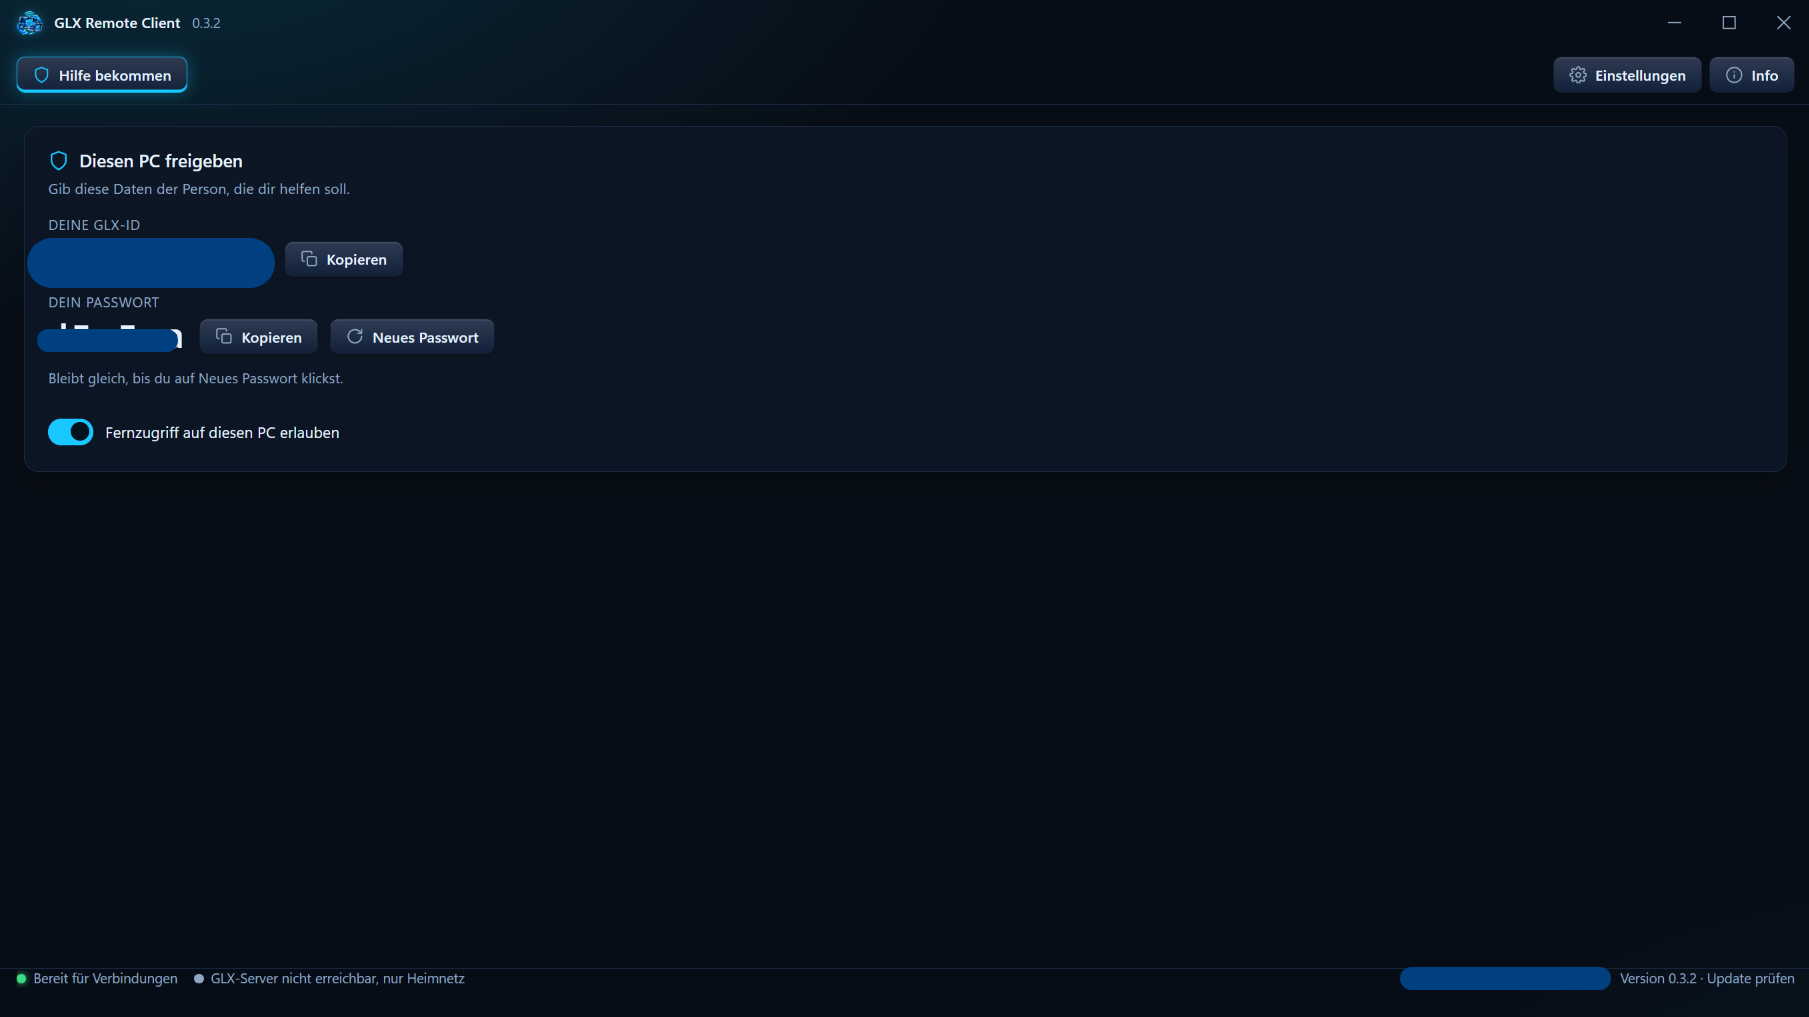 GLX Remote Client 0.3.2
Hilfe bekommen
Einstellungen
Info
Diesen PC freigeben
Gib diese Daten der Person, die dir helfen soll.
DEINE GLX-ID
Kopieren
DEIN PASSWORT
Kopieren
Neues Passwort
Bleibt gleich, bis du auf Neues Passwort klickst.
Fernzugriff auf diesen PC erlauben
Bereit für Verbindungen
GLX-Server nicht erreichbar, nur Heimnetz
Version 0.3.2 · Update prüfen